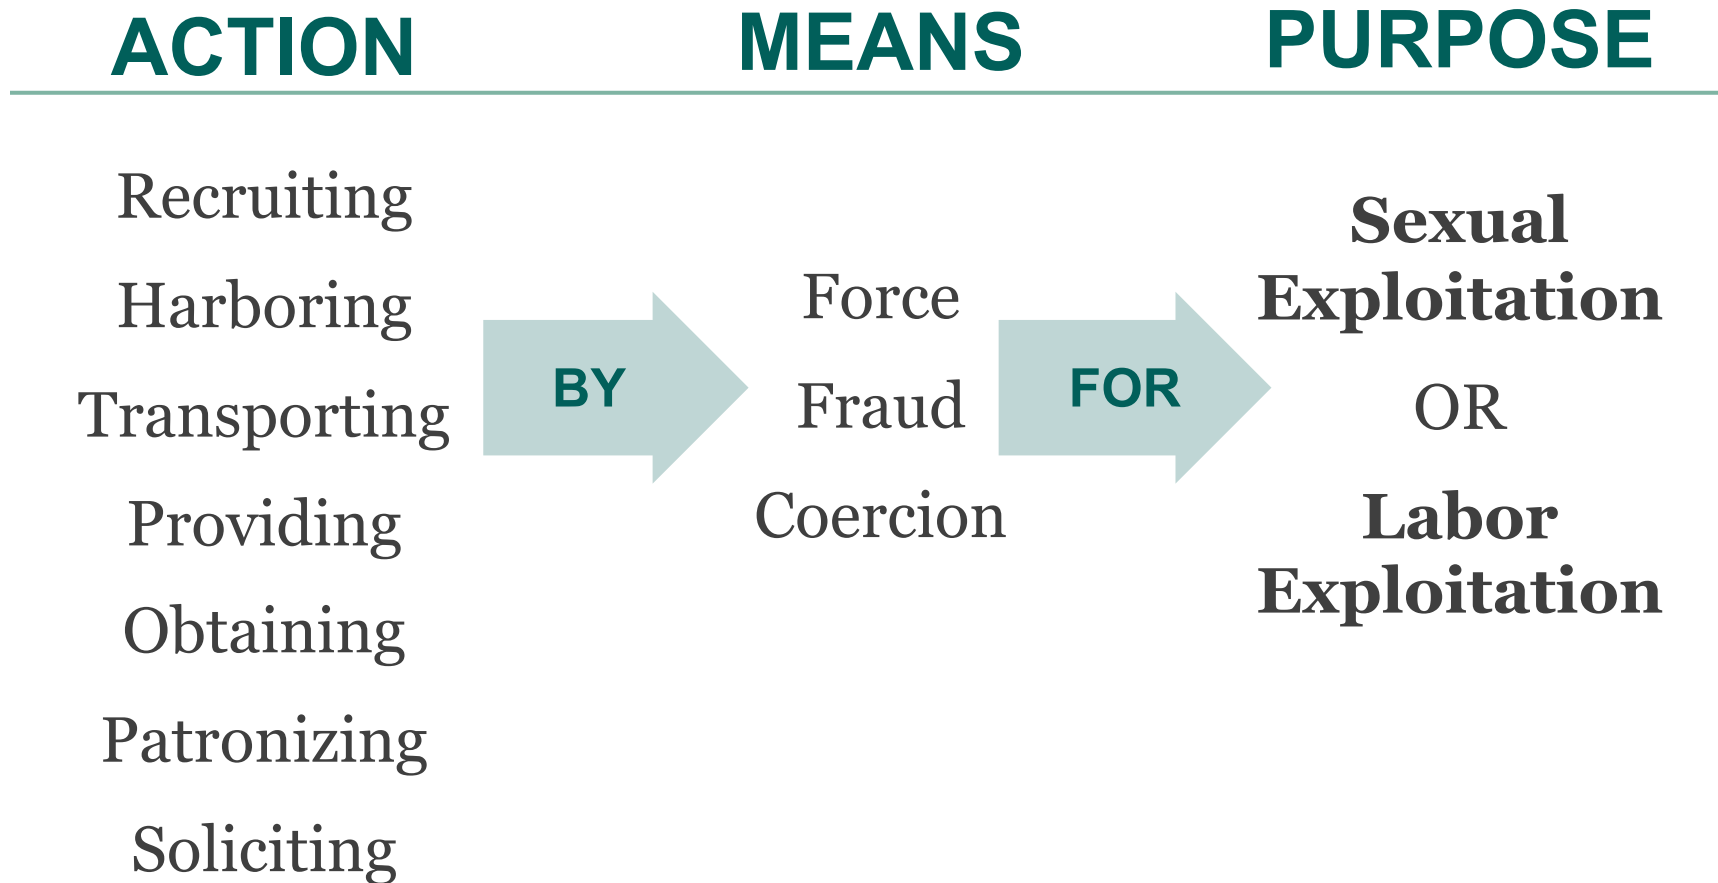 ACTION
MEANS
PURPOSE
Recruiting
Harboring
Transporting
Providing
Obtaining
Patronizing
Soliciting
BY
Force
Fraud
Coercion
FOR
Sexual
Exploitation
OR
Labor
Exploitation